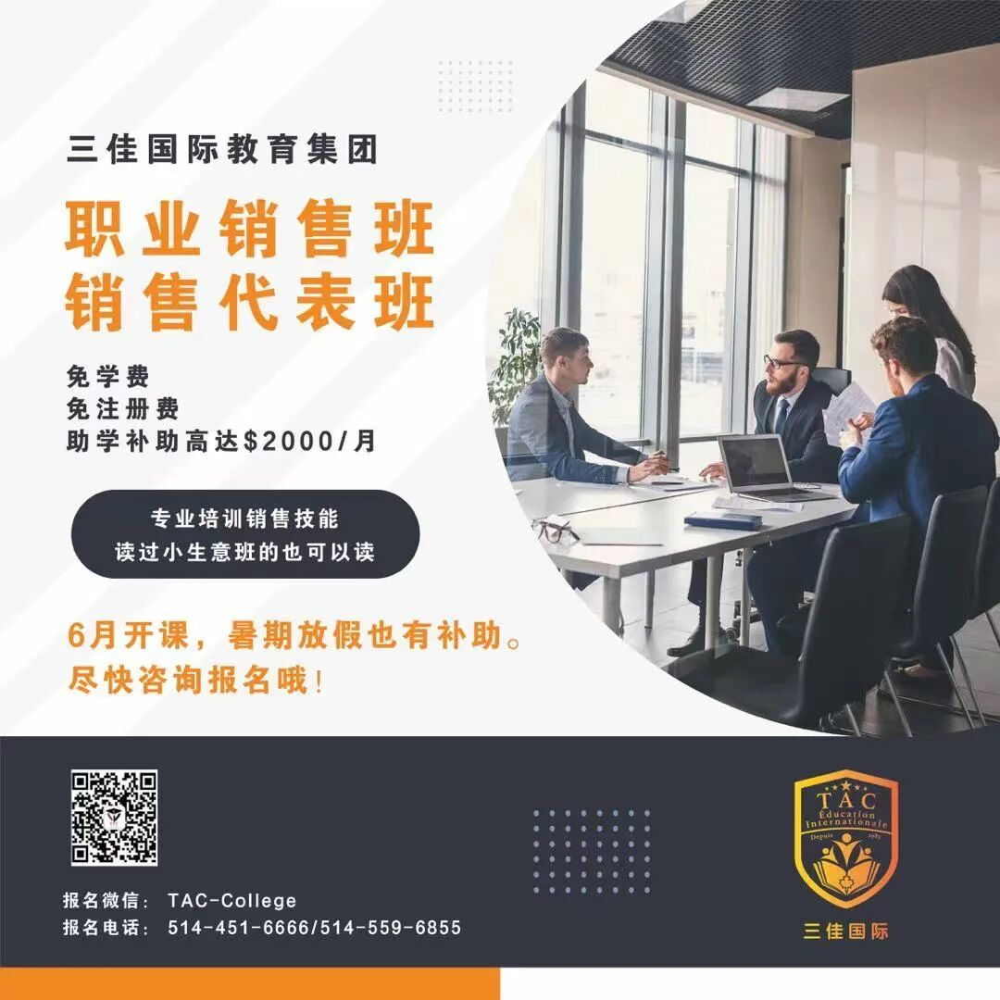 三佳国际教育集团
职业销售班
销售代表班
免学费
免注册费
助学补助高达$2000/月
专业培训销售技能
读过小生意班的也可以读
6月开课，暑期放假也有补助。
尽快咨询报名哦！
报名微信： TAC-College
报名电话： 514-451-6666/514-559-6855
TAC
Éducation
Internationale
Depuis 1983
三佳国际